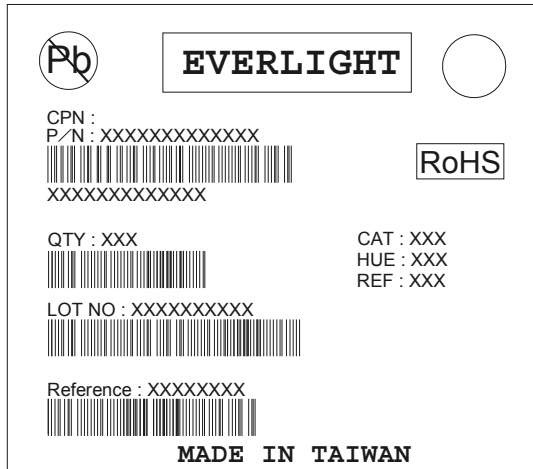 Pb
EVERLIGHT
CPN :
P/N : XXXXXXXXXXXXX
RoHS
XXXXXXXXXXXXX
QTY : XXX
CAT : XXX
HUE : XXX
REF : XXX
LOT NO : XXXXXXXXXX
Reference : XXXXXXXX
MADE IN TAIWAN